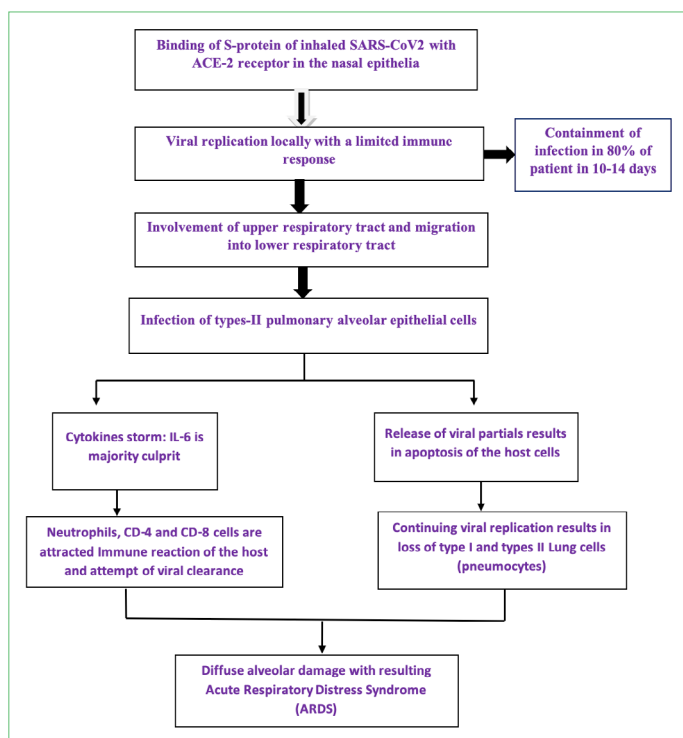 Binding of S-protein of inhaled SARS-CoV2 with
ACE-2 receptor in the nasal epithelia
Viral replication locally with a limited immune
response
Containment of
infection in 80% of
patient in 10-14 days
Involvement of upper respiratory tract and migration
into lower respiratory tract
Infection of types-II pulmonary alveolar epithelial cells
Cytokines storm: IL-6 is
majority culprit
Release of viral partials results
in apoptosis of the host cells
Neutrophils, CD-4 and CD-8 cells are
attracted Immune reaction of the host
and attempt of viral clearance
Continuing viral replication results in
loss of type I and types II Lung cells
(pneumocytes)
Diffuse alveolar damage with resulting
Acute Respiratory Distress Syndrome
(ARDS)